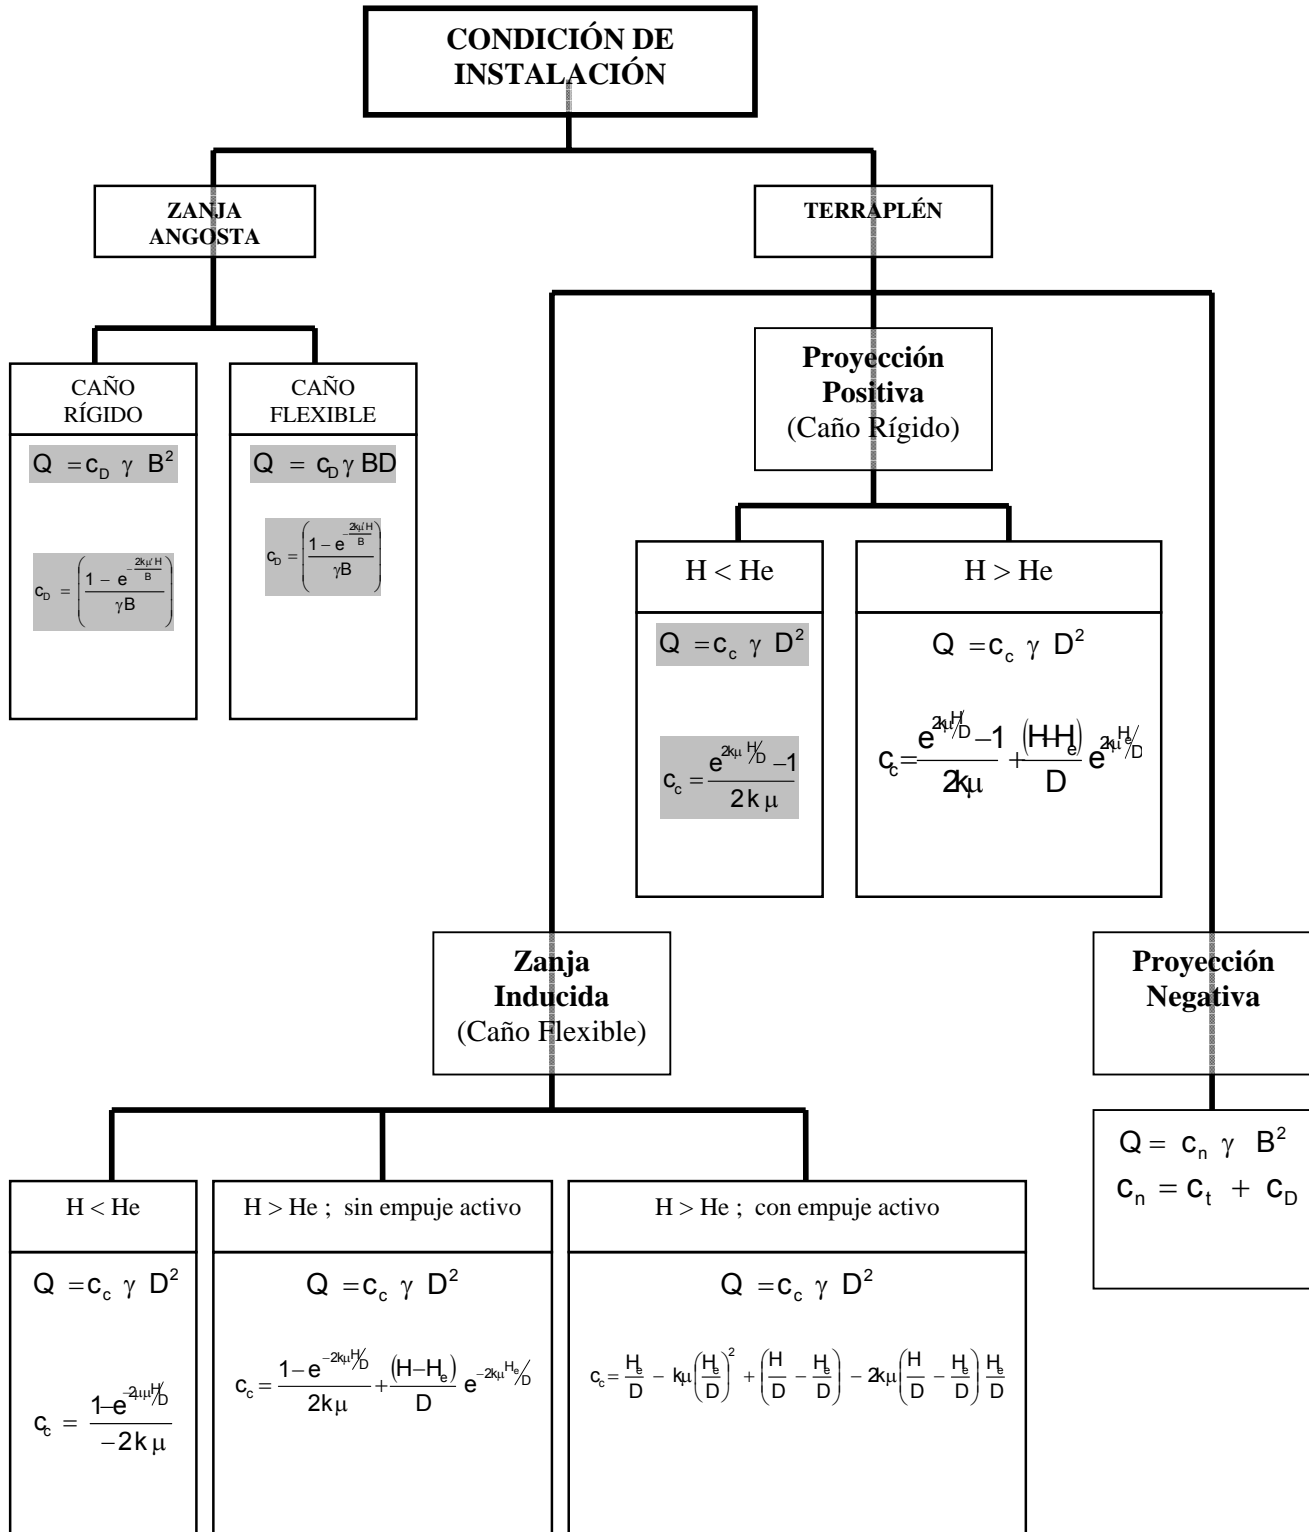 CONDICIÓN DE
INSTALACIÓN
ZANJA
ANGOSTA
TERRAPLÉN
CAÑO
RÍGIDO
Q = c_D γ B²
c_D = ( (1 − e^(−2kμ'H/B)) / (γB) )
CAÑO
FLEXIBLE
Q = c_D γ BD
c_D = ( (1 − e^(−2kμ'H/B)) / (γB) )
Proyección
Positiva
(Caño Rígido)
H < He
Q = c_c γ D²
c_c = (e^(2kμ H/D) − 1) / (2kμ)
H > He
Q = c_c γ D²
c_c = (e^(2kμ H/D) − 1) / (2kμ) + ((H−H_e) / D) e^(2kμ H_e/D)
Zanja
Inducida
(Caño Flexible)
Proyección
Negativa
Q = c_n γ B²
c_n = c_t + c_D
H < He
Q = c_c γ D²
c_c = (1−e^(−2μμH/D)) / (−2kμ)
H > He ; sin empuje activo
Q = c_c γ D²
c_c = (1−e^(−2kμH/D)) / (2kμ) + ((H−H_e) / D) e^(−2kμH_e/D)
H > He ; con empuje activo
Q = c_c γ D²
c_c = H_e/D − kμ(H_e/D)² + (H/D − H_e/D) − 2kμ(H/D − H_e/D) H_e/D